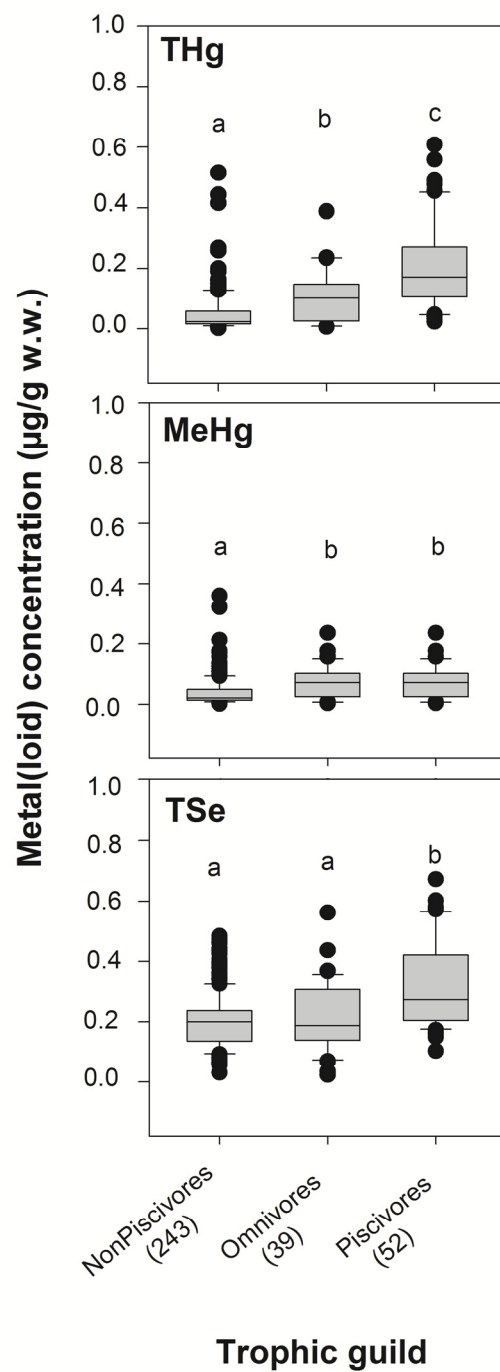 Metal(loid) concentration (µg/g w.w.)
1.0
THg
0.8
a
b
c
0.6
0.4
0.2
0.0
1.0
MeHg
0.8
0.6
a
b
b
0.4
0.2
0.0
1.0
TSe
0.8
a
a
b
0.6
0.4
0.2
0.0
NonPiscivores
(243)
Omnivores
(39)
Piscivores
(52)
Trophic guild